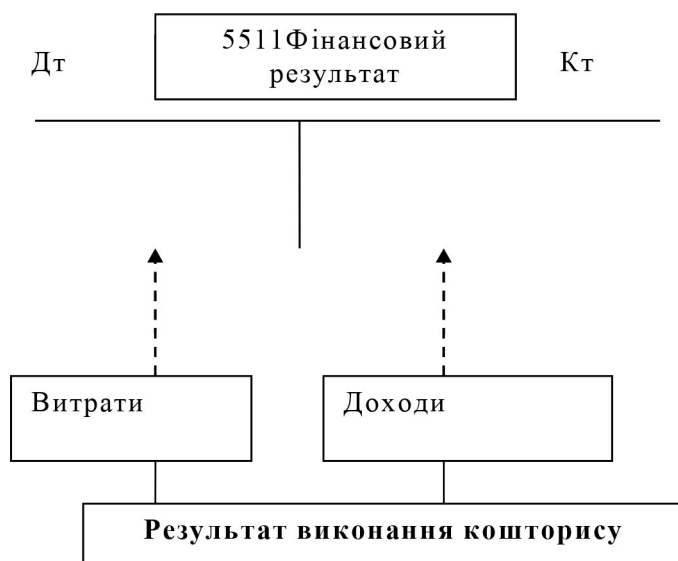 5511Фінансовий
результат
Дт
Кт
Витрати
Доходи
Результат виконання кошторису